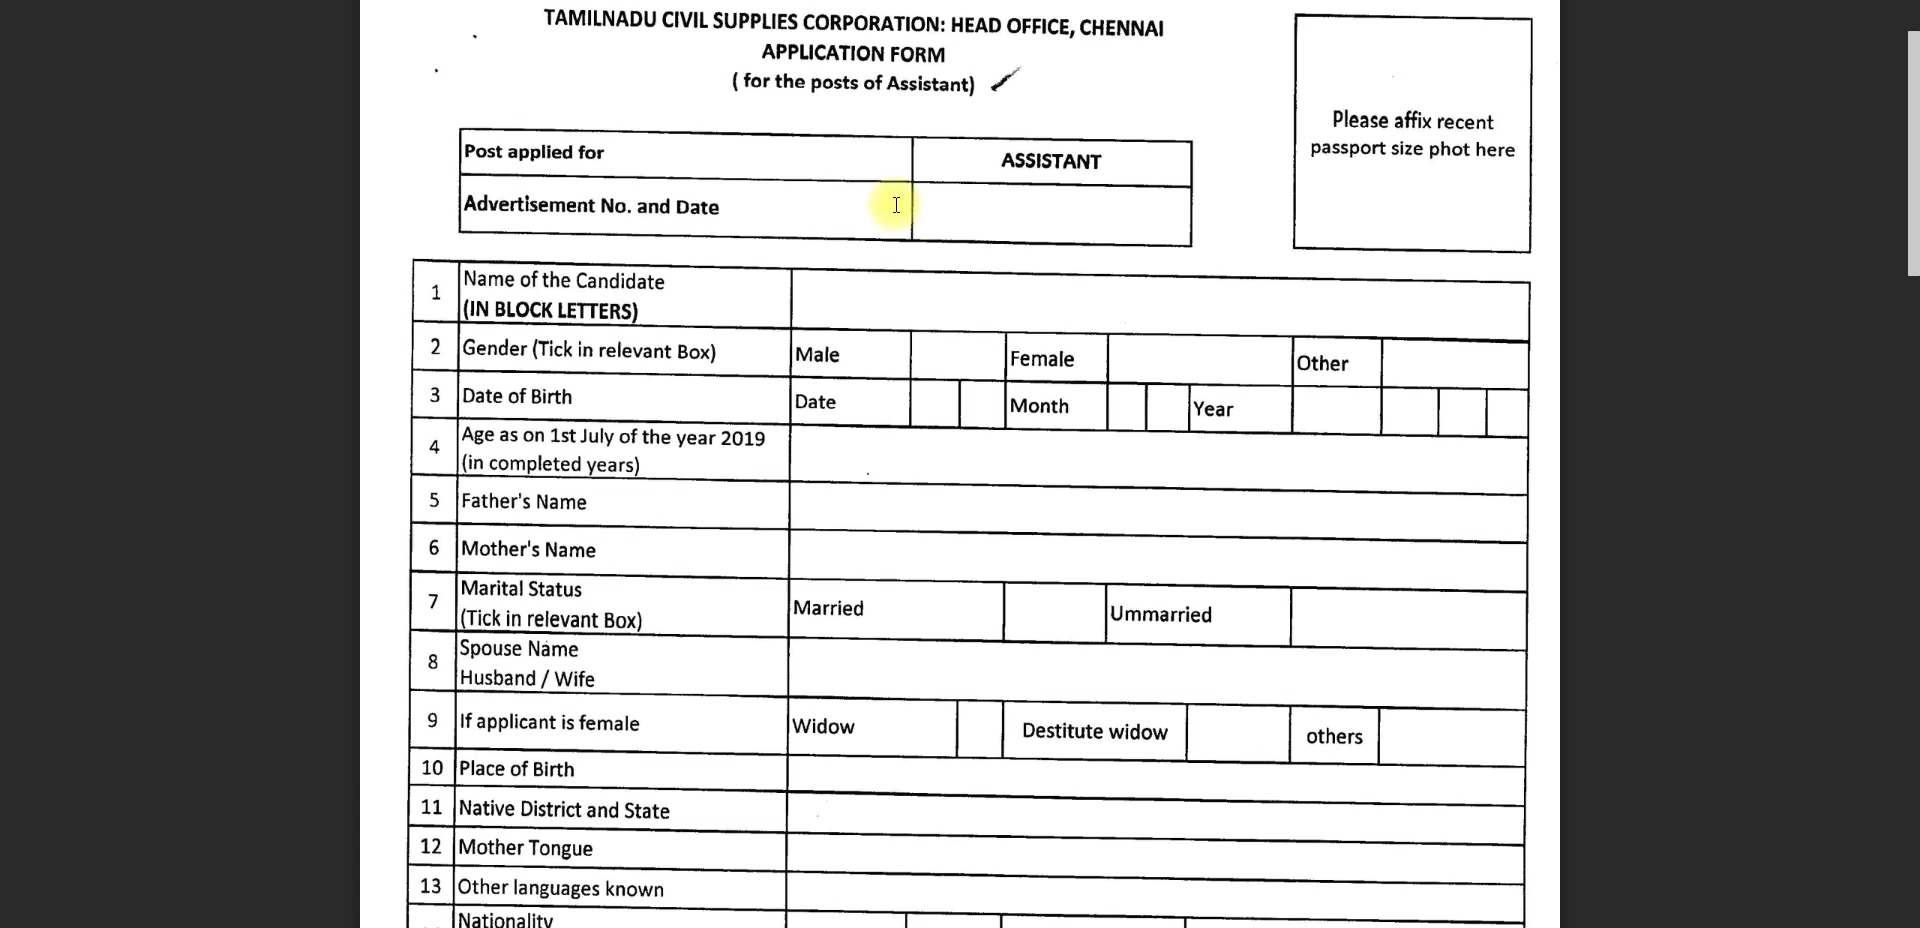 TAMILNADU CIVIL SUPPLIES CORPORATION: HEAD OFFICE, CHENNAI
APPLICATION FORM
( for the posts of Assistant)
Please affix recent
passport size phot here
Post applied for ASSISTANT
Advertisement No. and Date
1 Name of the Candidate
(IN BLOCK LETTERS)
2 Gender (Tick in relevant Box) Male Female Other
3 Date of Birth Date Month Year
4 Age as on 1st July of the year 2019
(in completed years)
5 Father's Name
6 Mother's Name
7 Marital Status
(Tick in relevant Box) Married Ummarried
8 Spouse Name
Husband / Wife
9 If applicant is female Widow Destitute widow others
10 Place of Birth
11 Native District and State
12 Mother Tongue
13 Other languages known
Nationality